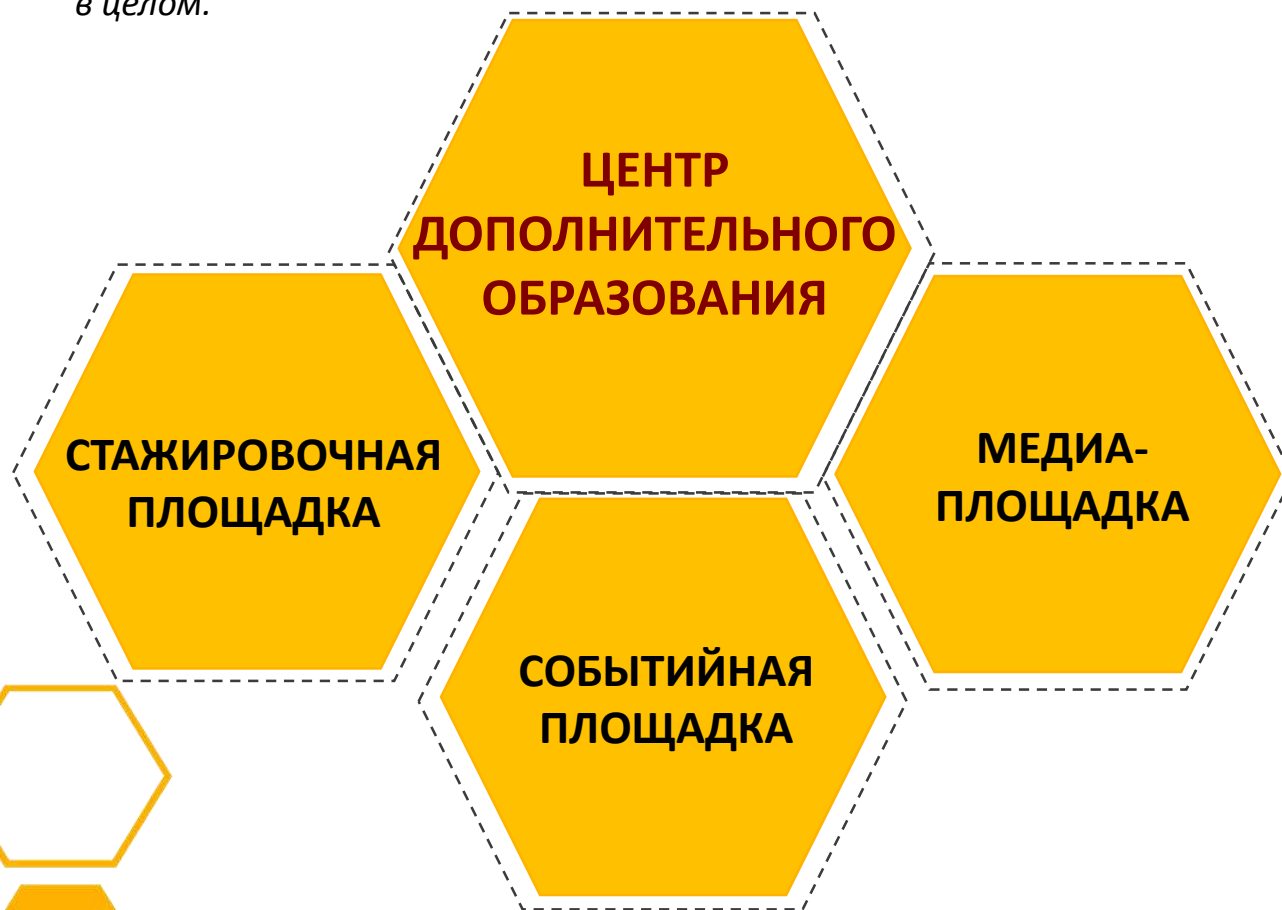 в целом.
ЦЕНТР
ДОПОЛНИТЕЛЬНОГО
ОБРАЗОВАНИЯ
СТАЖИРОВОЧНАЯ
ПЛОЩАДКА
МЕДИА-
ПЛОЩАДКА
СОБЫТИЙНАЯ
ПЛОЩАДКА